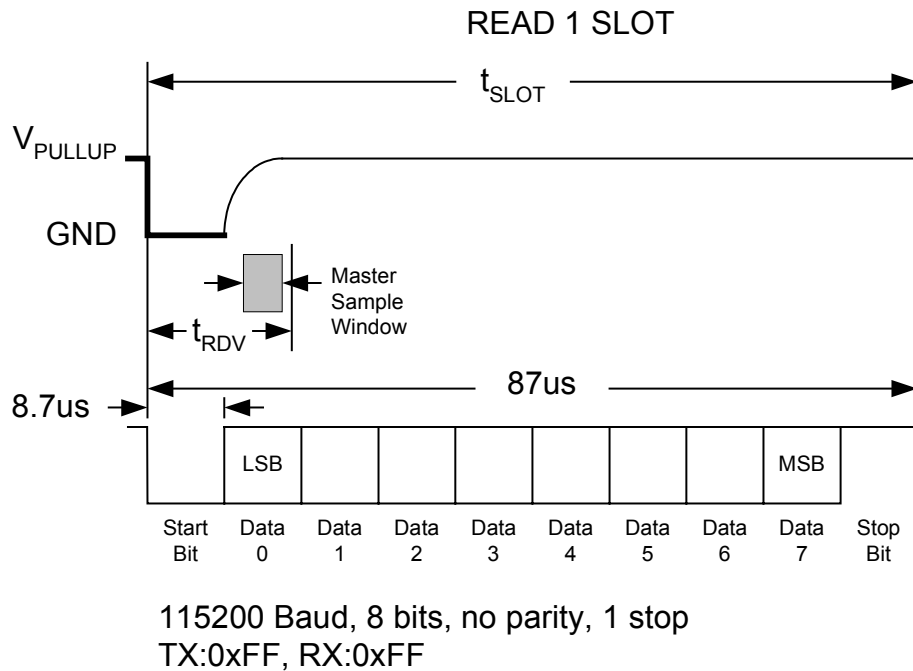 READ 1 SLOT
tSLOT
VPULLUP
GND
Master
Sample
Window
tRDV
87us
8.7us
LSB
MSB
Start Bit
Data 0
Data 1
Data 2
Data 3
Data 4
Data 5
Data 6
Data 7
Stop Bit
115200 Baud, 8 bits, no parity, 1 stop
TX:0xFF, RX:0xFF